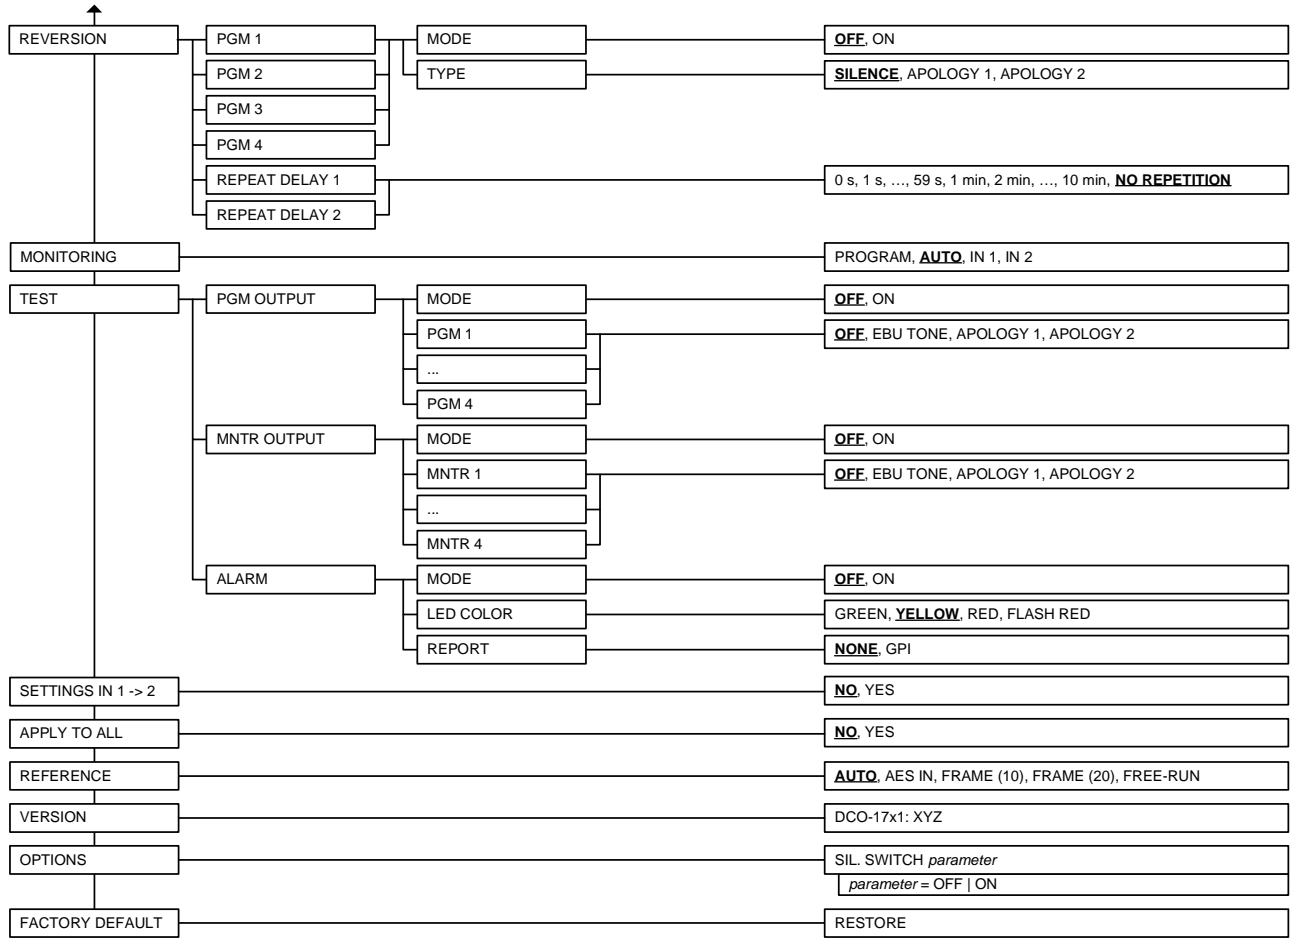 REVERSION PGM 1 MODE OFF, ON
PGM 2 TYPE SILENCE, APOLOGY 1, APOLOGY 2
PGM 3
PGM 4
REPEAT DELAY 1 0 s, 1 s, …, 59 s, 1 min, 2 min, …, 10 min, NO REPETITION
REPEAT DELAY 2
MONITORING PROGRAM, AUTO, IN 1, IN 2
TEST PGM OUTPUT MODE OFF, ON
PGM 1 OFF, EBU TONE, APOLOGY 1, APOLOGY 2
...
PGM 4
MNTR OUTPUT MODE OFF, ON
MNTR 1 OFF, EBU TONE, APOLOGY 1, APOLOGY 2
...
MNTR 4
ALARM MODE OFF, ON
LED COLOR GREEN, YELLOW, RED, FLASH RED
REPORT NONE, GPI
SETTINGS IN 1 -> 2 NO, YES
APPLY TO ALL NO, YES
REFERENCE AUTO, AES IN, FRAME (10), FRAME (20), FREE-RUN
VERSION DCO-17x1: XYZ
OPTIONS SIL. SWITCH parameter
parameter = OFF | ON
FACTORY DEFAULT RESTORE